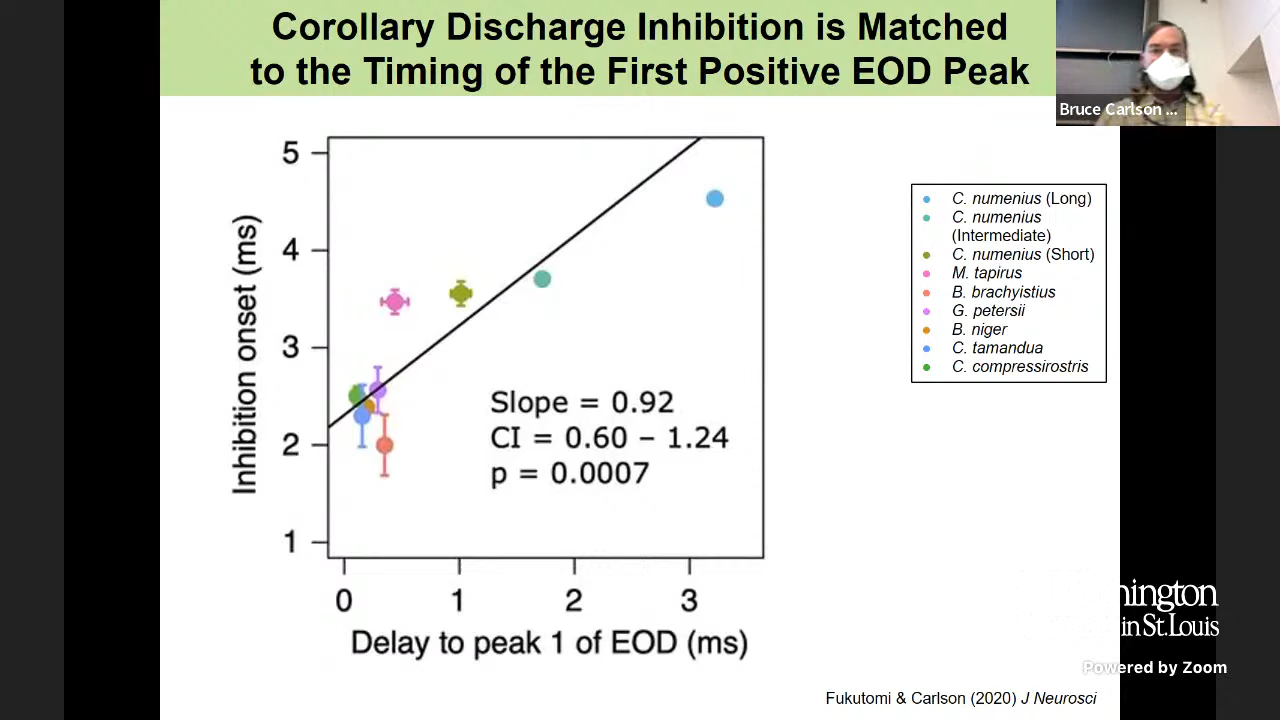 Corollary Discharge Inhibition is Matched
to the Timing of the First Positive EOD Peak
Bruce Carlson ...
5
4
3
2
1
Inhibition onset (ms)
Slope = 0.92
CI = 0.60 – 1.24
p = 0.0007
0 1 2 3
Delay to peak 1 of EOD (ms)
C. numenius (Long)
C. numenius
(Intermediate)
C. numenius (Short)
M. tapirus
B. brachyistius
G. petersii
B. niger
C. tamandua
C. compressirostris
in St. Louis
Powered by Zoom
Fukutomi & Carlson (2020) J Neurosci